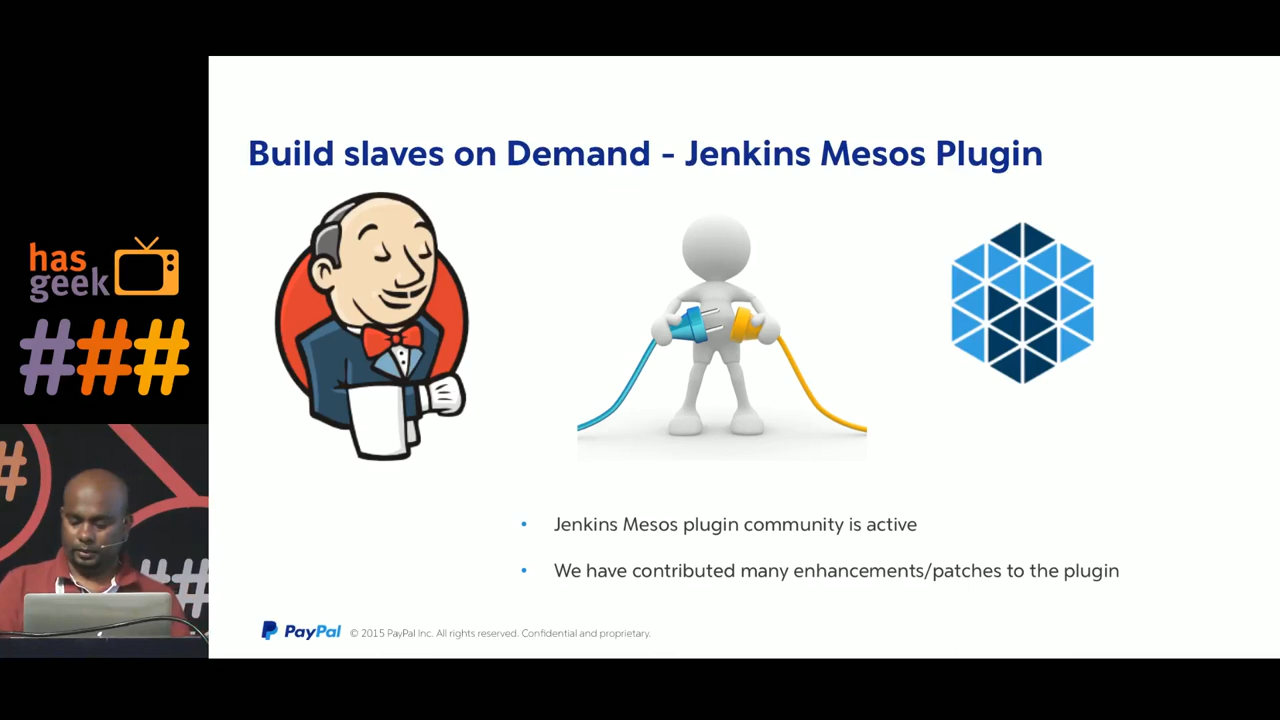 Build slaves on Demand - Jenkins Mesos Plugin
has
geek
###
#
##
• Jenkins Mesos plugin community is active
• We have contributed many enhancements/patches to the plugin
PayPal © 2015 PayPal Inc. All rights reserved. Confidential and proprietary.